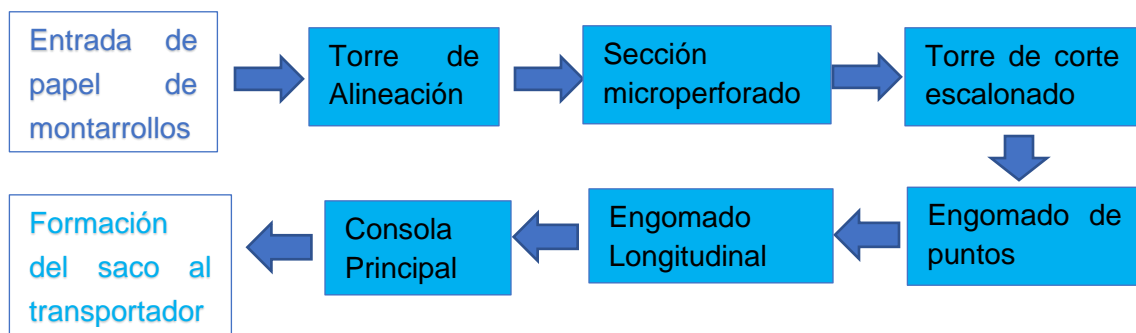 Entrada de
papel de
montarrollos
Torre de
Alineación
Sección
microperforado
Torre de corte
escalonado
Engomado de
puntos
Engomado
Longitudinal
Consola
Principal
Formación
del saco al
transportador